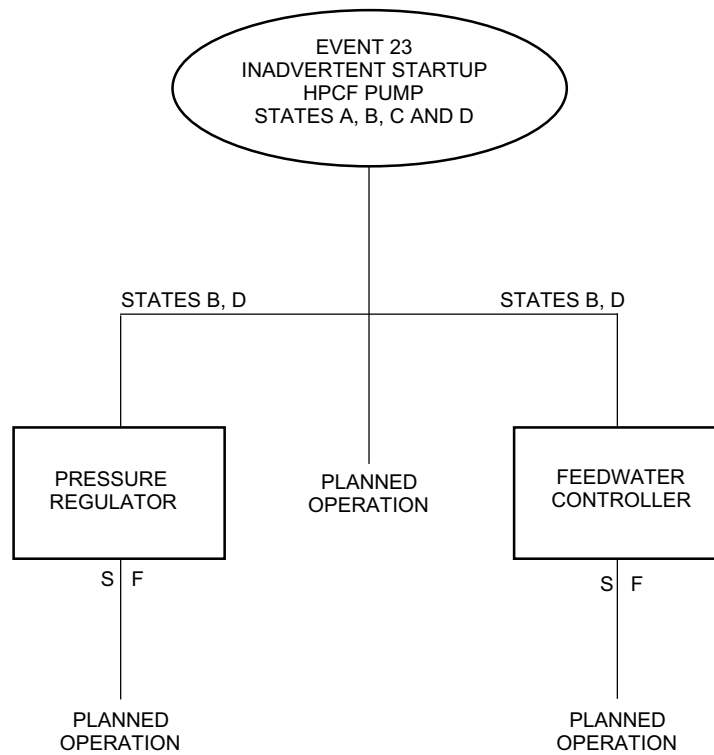 EVENT 23
INADVERTENT STARTUP
HPCF PUMP
STATES A, B, C AND D
STATES B, D
STATES B, D
PRESSURE
REGULATOR
PLANNED
OPERATION
FEEDWATER
CONTROLLER
S F
S F
PLANNED
OPERATION
PLANNED
OPERATION